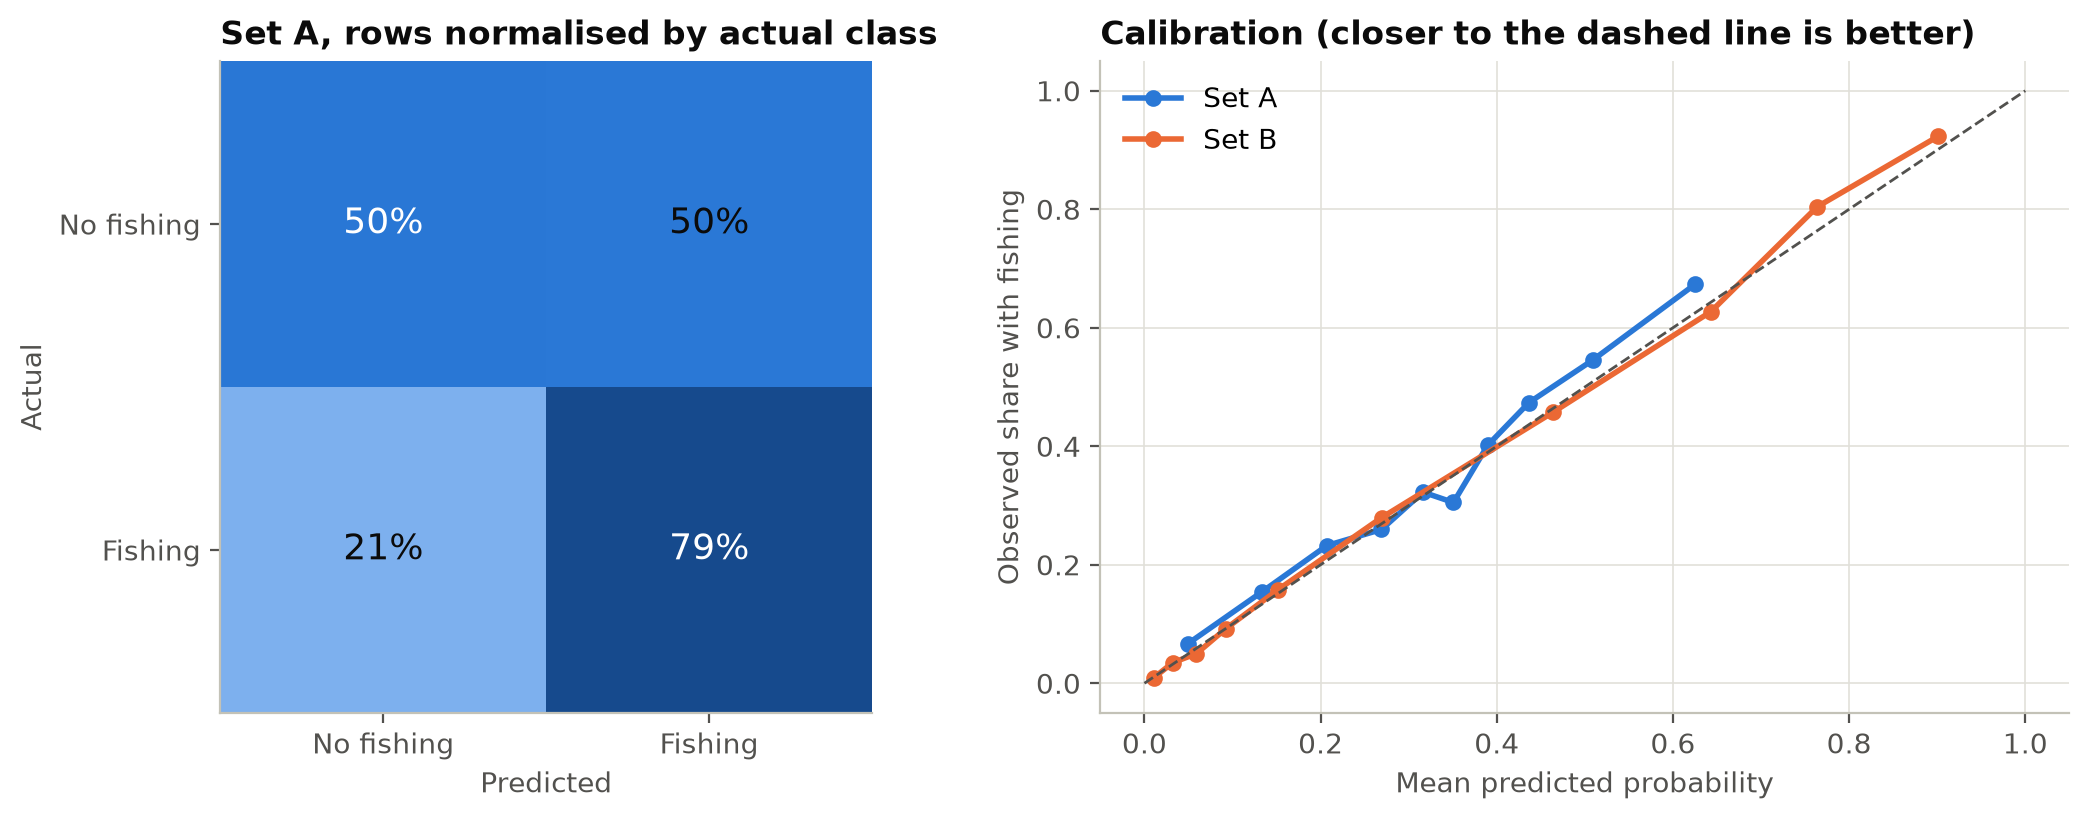 Set A, rows normalised by actual class
Actual
No fishing
50%
50%
Fishing
21%
79%
No fishing
Fishing
Predicted
Calibration (closer to the dashed line is better)
Set A
Set B
Observed share with fishing
1.0
0.8
0.6
0.4
0.2
0.0
0.0
0.2
0.4
0.6
0.8
1.0
Mean predicted probability